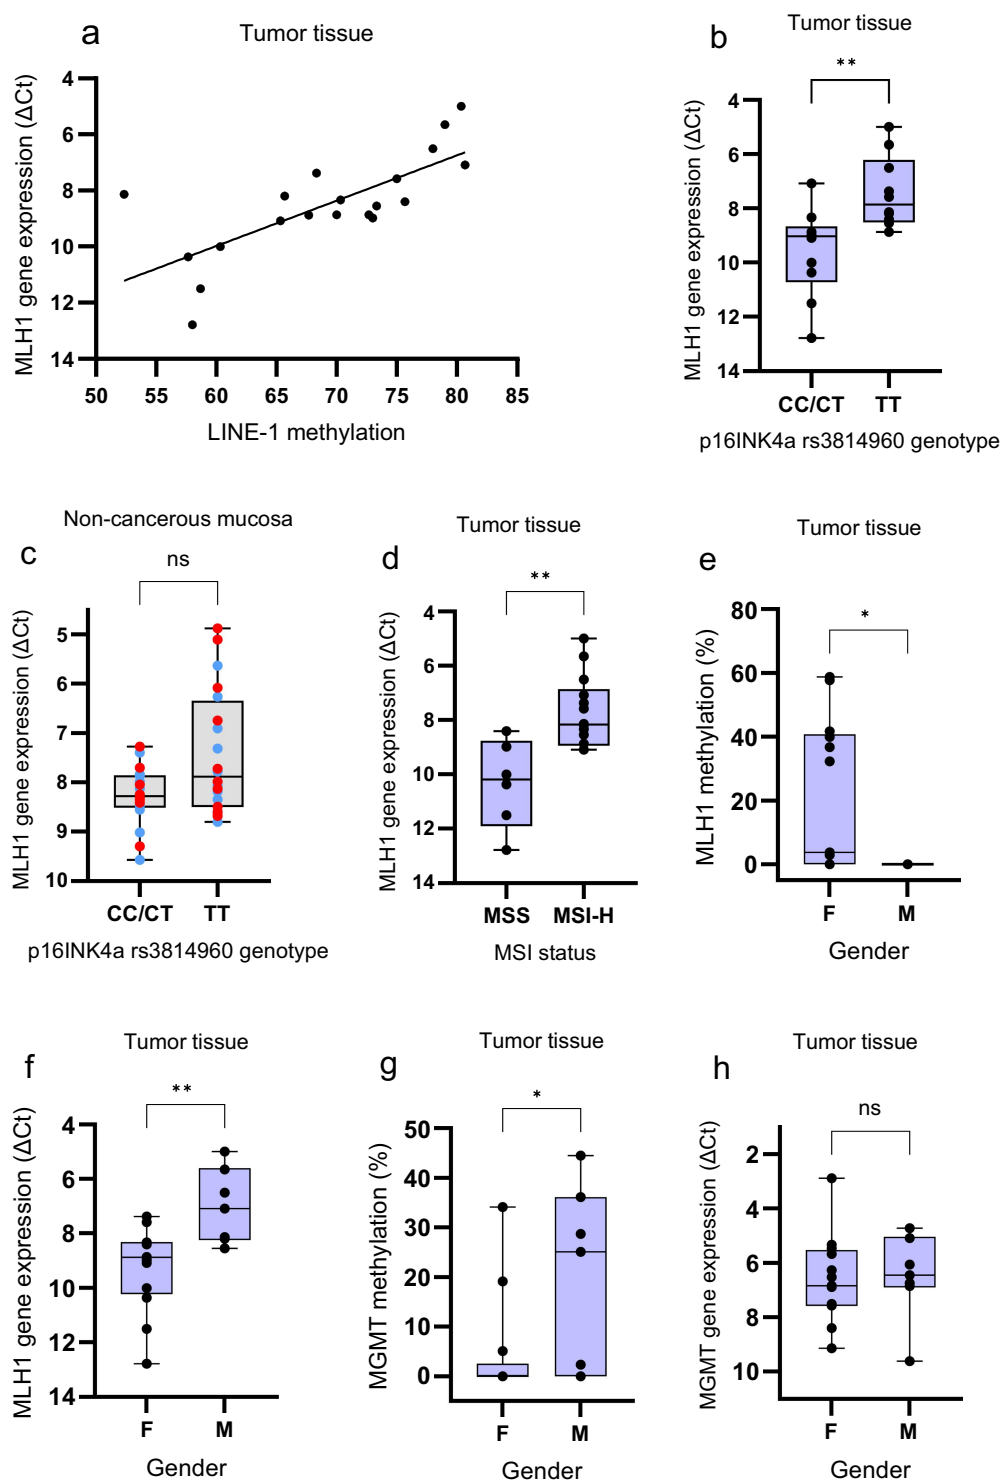 a
Tumor tissue
MLH1 gene expression (ΔCt)
4
6
8
10
12
14
50 55 60 65 70 75 80 85
LINE-1 methylation
b
Tumor tissue
**
MLH1 gene expression (ΔCt)
4
6
8
10
12
14
CC/CT TT
p16INK4a rs3814960 genotype
c
Non-cancerous mucosa
ns
MLH1 gene expression (ΔCt)
5
6
7
8
9
10
CC/CT TT
p16INK4a rs3814960 genotype
d
Tumor tissue
**
MLH1 gene expression (ΔCt)
4
6
8
10
12
14
MSS MSI-H
MSI status
e
Tumor tissue
*
MLH1 methylation (%)
80
60
40
20
0
F M
Gender
f
Tumor tissue
**
MLH1 gene expression (ΔCt)
4
6
8
10
12
14
F M
Gender
g
Tumor tissue
*
MGMT methylation (%)
50
40
30
20
10
0
F M
Gender
h
Tumor tissue
ns
MGMT gene expression (ΔCt)
2
4
6
8
10
F M
Gender